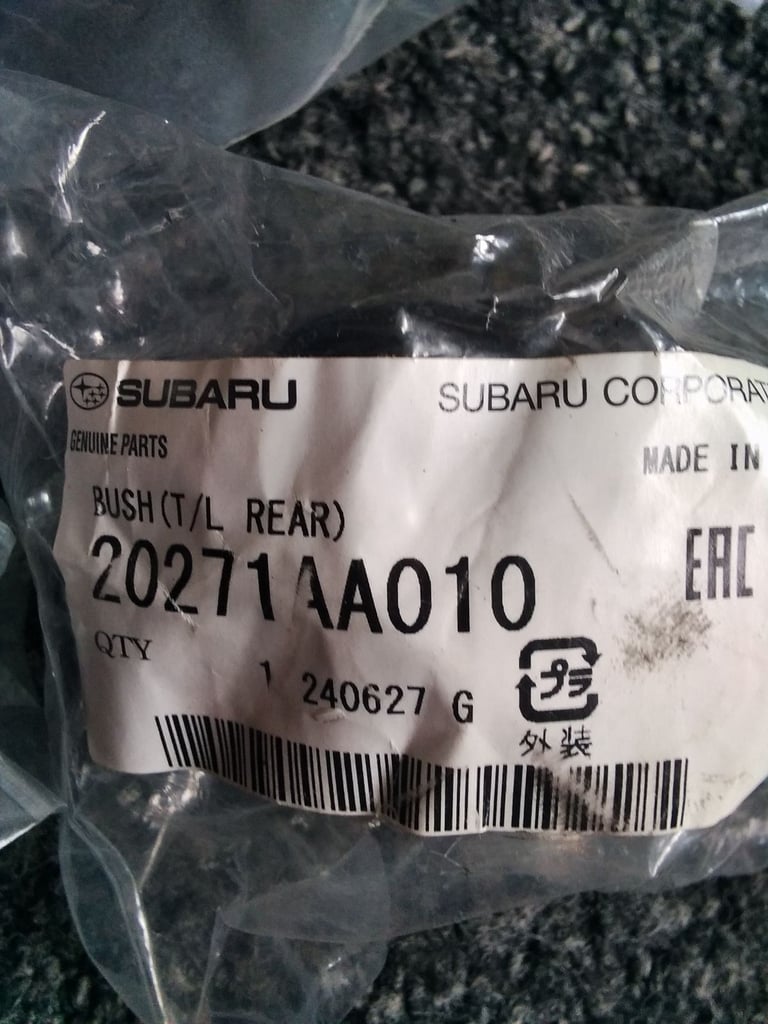 SUBARU
SUBARU CORPORAT
GENUINE PARTS
MADE IN
BUSH(T/L REAR)
20271AA010
EAC
QTY
1 240627 G
プラ
外装